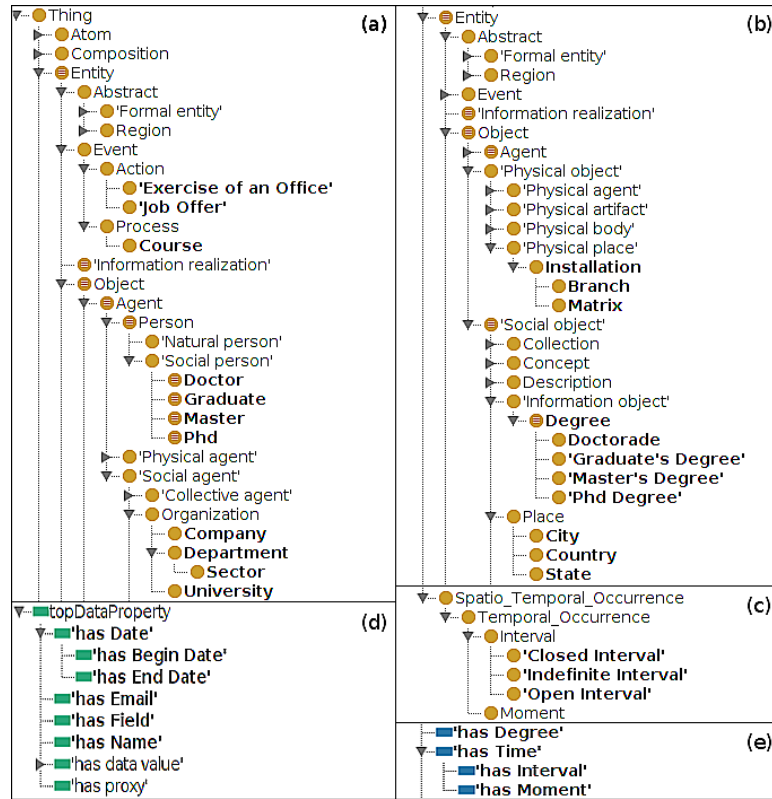 Thing
(a)
Atom
Composition
Entity
Abstract
'Formal entity'
Region
Event
Action
'Exercise of an Office'
'Job Offer'
Process
Course
'Information realization'
Object
Agent
Person
'Natural person'
'Social person'
Doctor
Graduate
Master
Phd
'Physical agent'
'Social agent'
'Collective agent'
Organization
Company
Department
Sector
University
Entity
(b)
Abstract
'Formal entity'
Region
Event
'Information realization'
Object
Agent
'Physical object'
'Physical agent'
'Physical artifact'
'Physical body'
'Physical place'
Installation
Branch
Matrix
'Social object'
Collection
Concept
Description
'Information object'
Degree
Doctorade
'Graduate's Degree'
'Master's Degree'
'Phd Degree'
Place
City
Country
State
Spatio_Temporal_Occurrence
(c)
Temporal_Occurrence
Interval
'Closed Interval'
'Indefinite Interval'
'Open Interval'
Moment
topDataProperty
(d)
'has Date'
'has Begin Date'
'has End Date'
'has Email'
'has Field'
'has Name'
'has data value'
'has proxy'
'has Degree'
(e)
'has Time'
'has Interval'
'has Moment'